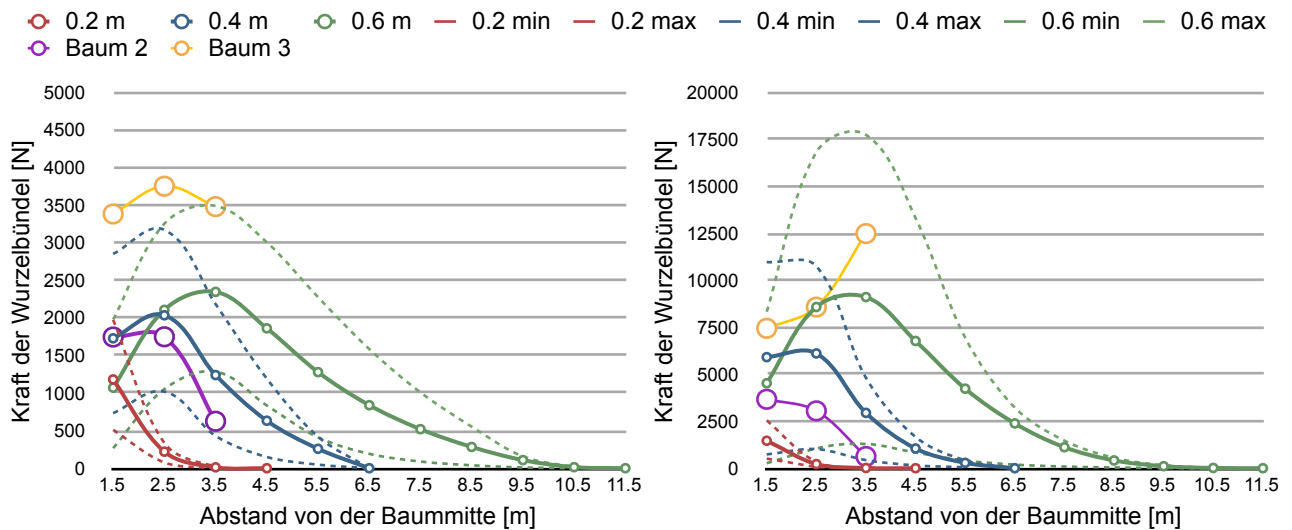 0.2 m 0.4 m 0.6 m 0.2 min 0.2 max 0.4 min 0.4 max 0.6 min 0.6 max
Baum 2 Baum 3
Kraft der Wurzelbündel [N]
5000
4500
4000
3500
3000
2500
2000
1500
1000
500
0
1.5 2.5 3.5 4.5 5.5 6.5 7.5 8.5 9.5 10.5 11.5
Abstand von der Baummitte [m]
Kraft der Wurzelbündel [N]
20000
17500
15000
12500
10000
7500
5000
2500
0
1.5 2.5 3.5 4.5 5.5 6.5 7.5 8.5 9.5 10.5 11.5
Abstand von der Baummitte [m]